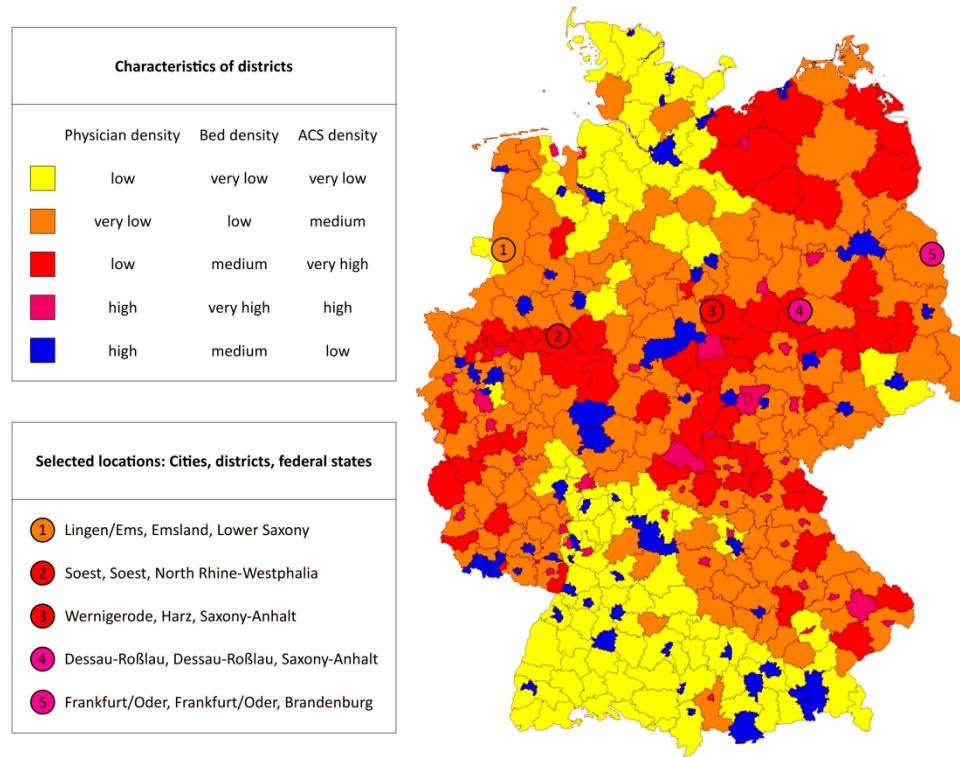 Characteristics of districts
Physician density Bed density ACS density
low very low very low
very low low medium
low medium very high
high very high high
high medium low
Selected locations: Cities, districts, federal states
1 Lingen/Ems, Emsland, Lower Saxony
2 Soest, Soest, North Rhine-Westphalia
3 Wernigerode, Harz, Saxony-Anhalt
4 Dessau-Roßlau, Dessau-Roßlau, Saxony-Anhalt
5 Frankfurt/Oder, Frankfurt/Oder, Brandenburg
1
5
3
4
2